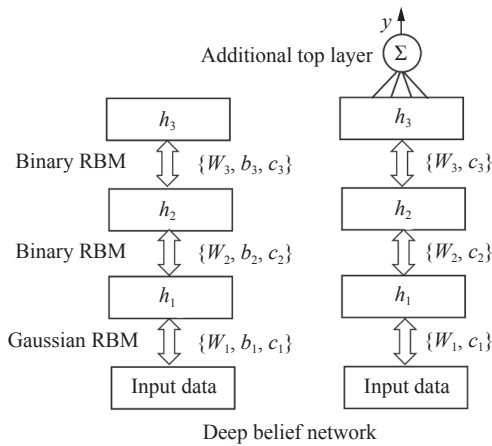 y
Additional top layer
Σ
h₃
h₃
Binary RBM
{W₃, b₃, c₃}
{W₃, c₃}
h₂
h₂
Binary RBM
{W₂, b₂, c₂}
{W₂, c₂}
h₁
h₁
Gaussian RBM
{W₁, b₁, c₁}
{W₁, c₁}
Input data
Input data
Deep belief network